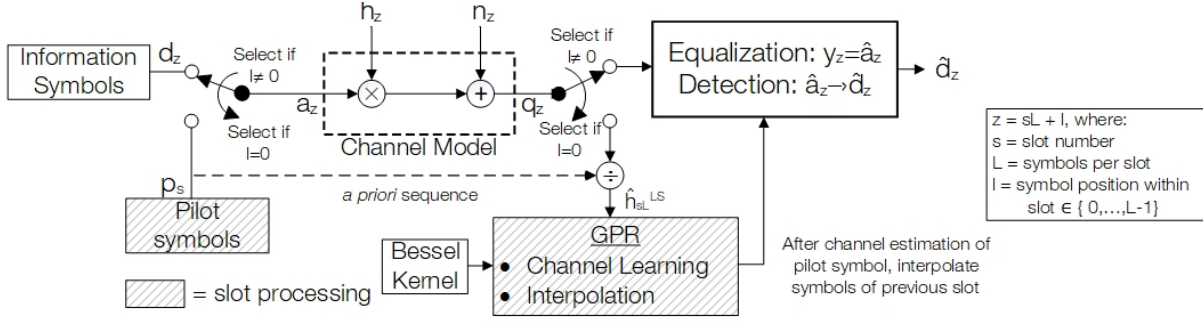 h_z
n_z
Information
Symbols
d_z
Select if
l≠ 0
a_z
Select if
l=0
×
+
Channel Model
q_z
Select if
l≠ 0
Select if
l=0
Equalization: y_z=â_z
Detection: â_z→d̂_z
d̂_z
z = sL + l, where:
s = slot number
L = symbols per slot
l = symbol position within
slot ∈ { 0,...,L-1}
p_s
a priori sequence
÷
ĥ_sL^LS
Pilot
symbols
Bessel
Kernel
GPR
• Channel Learning
• Interpolation
After channel estimation of
pilot symbol, interpolate
symbols of previous slot
= slot processing